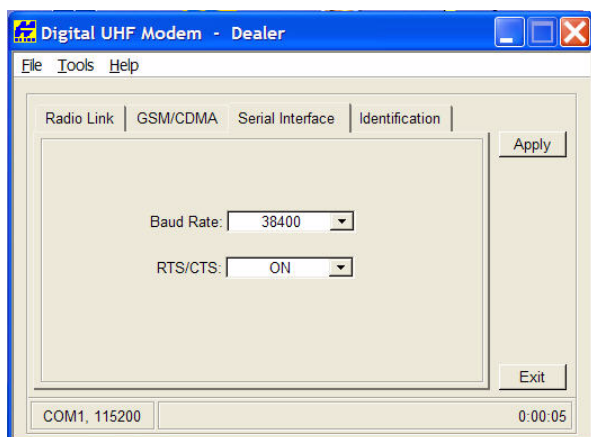 Digital UHF Modem - Dealer
File Tools Help
Radio Link GSM/CDMA Serial Interface Identification
Apply
Baud Rate: 38400
RTS/CTS: ON
Exit
COM1, 115200 0:00:05